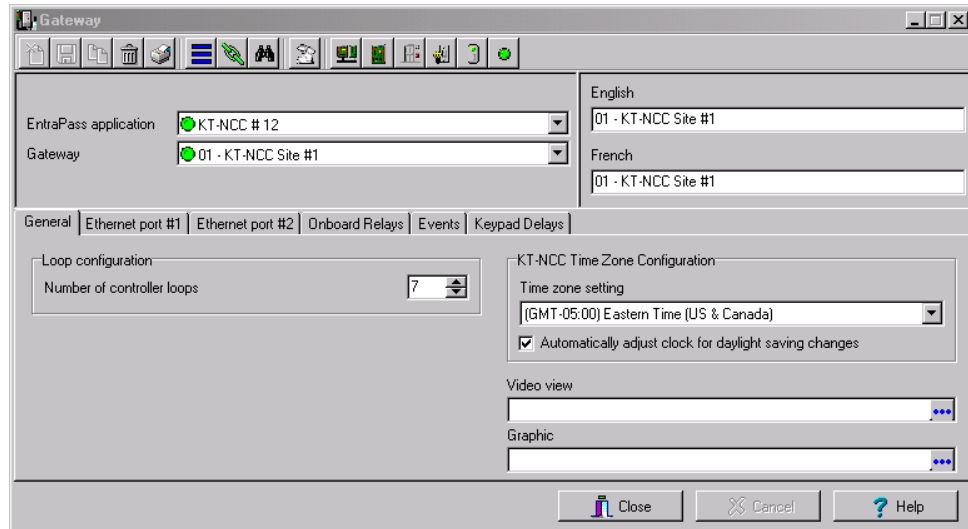 Gateway
EntraPass application
KT-NCC # 12
Gateway
01 - KT-NCC Site #1
English
01 - KT-NCC Site #1
French
01 - KT-NCC Site #1
General
Ethernet port #1
Ethernet port #2
Onboard Relays
Events
Keypad Delays
Loop configuration
Number of controller loops
7
KT-NCC Time Zone Configuration
Time zone setting
(GMT-05:00) Eastern Time (US & Canada)
Automatically adjust clock for daylight saving changes
Video view
Graphic
Close
Cancel
Help